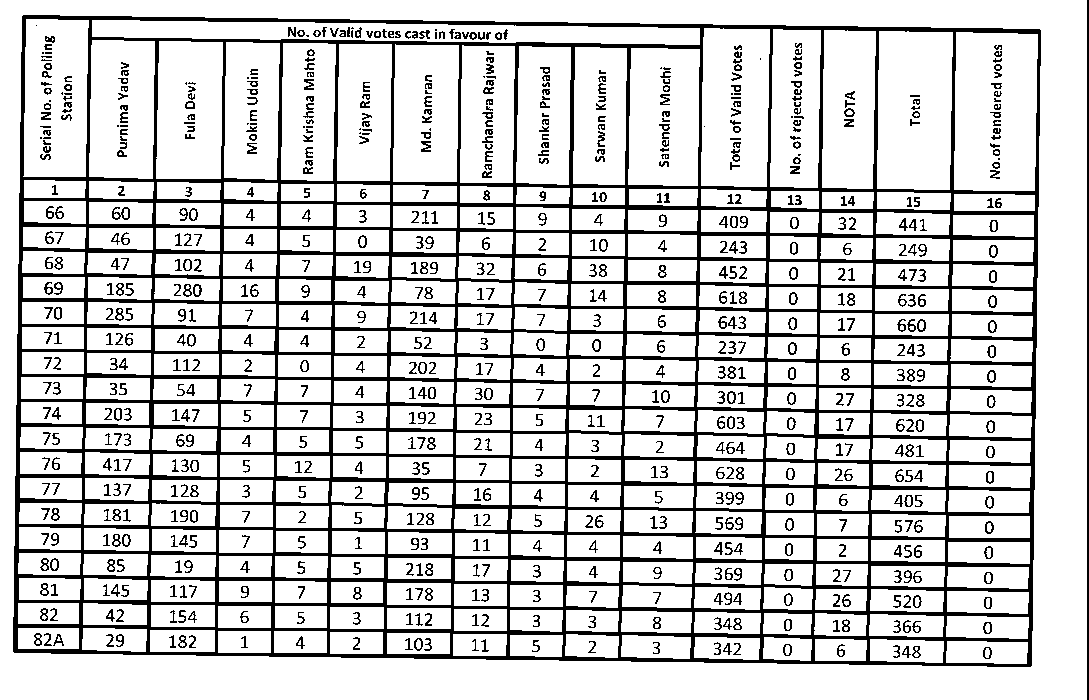 No. of Valid votes cast in favour of
Serial No. of Polling Station | Purnima Yadav | Fula Devi | Mokim Uddin | Ram Krishna Mahto | Vijay Ram | Md. Kamran | Ramchandra Rajwar | Shankar Prasad | Sarwan Kumar | Satendra Mochi | Total of Valid Votes | No. of rejected votes | NOTA | Total | No.of tendered votes
1 2 3 4 5 6 7 8 9 10 11 12 13 14 15 16
66 60 90 4 4 3 211 15 9 4 9 409 0 32 441 0
67 46 127 4 5 0 39 6 2 10 4 243 0 6 249 0
68 47 102 4 7 19 189 32 6 38 8 452 0 21 473 0
69 185 280 16 9 4 78 17 7 14 8 618 0 18 636 0
70 285 91 7 4 9 214 17 7 3 6 643 0 17 660 0
71 126 40 4 4 2 52 3 0 0 6 237 0 6 243 0
72 34 112 2 0 4 202 17 4 2 4 381 0 8 389 0
73 35 54 7 7 4 140 30 7 7 10 301 0 27 328 0
74 203 147 5 7 3 192 23 5 11 7 603 0 17 620 0
75 173 69 4 5 5 178 21 4 3 2 464 0 17 481 0
76 417 130 5 12 4 35 7 3 2 13 628 0 26 654 0
77 137 128 3 5 2 95 16 4 4 5 399 0 6 405 0
78 181 190 7 2 5 128 12 5 26 13 569 0 7 576 0
79 180 145 7 5 1 93 11 4 4 4 454 0 2 456 0
80 85 19 4 5 5 218 17 3 4 9 369 0 27 396 0
81 145 117 9 7 8 178 13 3 7 7 494 0 26 520 0
82 42 154 6 5 3 112 12 3 3 8 348 0 18 366 0
82A 29 182 1 4 2 103 11 5 2 3 342 0 6 348 0